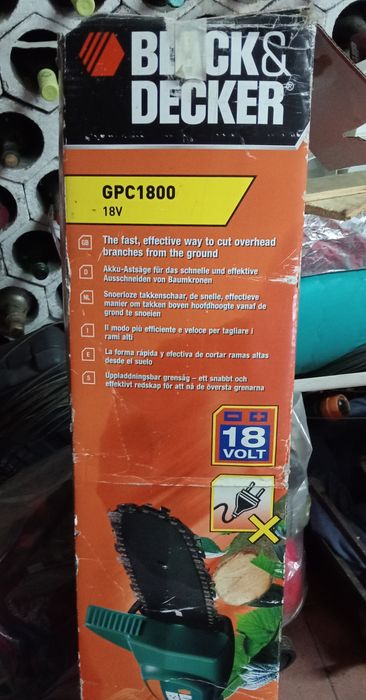 BLACK&
DECKER®
GPC1800
18V
GB
The fast, effective way to cut overhead
branches from the ground
D
Akku-Astsäge für das schnelle und effektive
Ausschneiden von Baumkronen
NL
Snoerloze takkenschaar, de snelle, effectieve
manier om takken boven hoofdhoogte vanaf de
grond te snoeien
I
Il modo più efficiente e veloce per tagliare i
rami alti
E
La forma rápida y efectiva de cortar ramas altas
desde el suelo
S
Uppladdningsbar grensåg – ett snabbt och
effektivt redskap för att nå de översta grenarna
18
VOLT